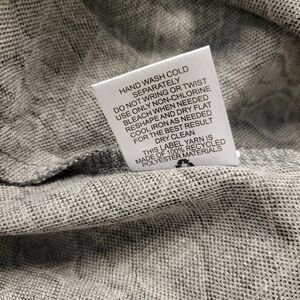 HAND WASH COLD
SEPARATELY
DO NOT WRING OR TWIST
USE ONLY NON-CHLORINE
BLEACH WHEN NEEDED
RESHAPE AND DRY FLAT
COOL IRON AS NEEDED
FOR THE BEST RESULT
DRY CLEAN
THIS LABEL YARN IS
MADE OF 100% RECYCLED
POLYESTER MATERIALS